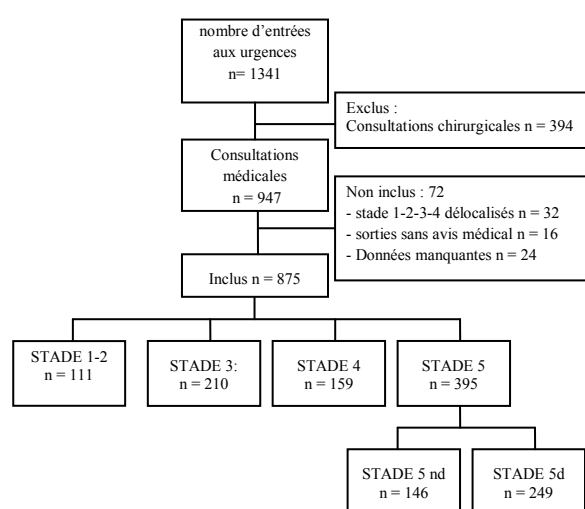 nombre d'entrées
aux urgences
n= 1341
Exclus :
Consultations chirurgicales n = 394
Consultations
médicales
n = 947
Non inclus : 72
- stade 1-2-3-4 délocalisés n = 32
- sorties sans avis médical n = 16
- Données manquantes n = 24
Inclus n = 875
STADE 1-2
n = 111
STADE 3:
n = 210
STADE 4
n = 159
STADE 5
n = 395
STADE 5 nd
n = 146
STADE 5d
n = 249